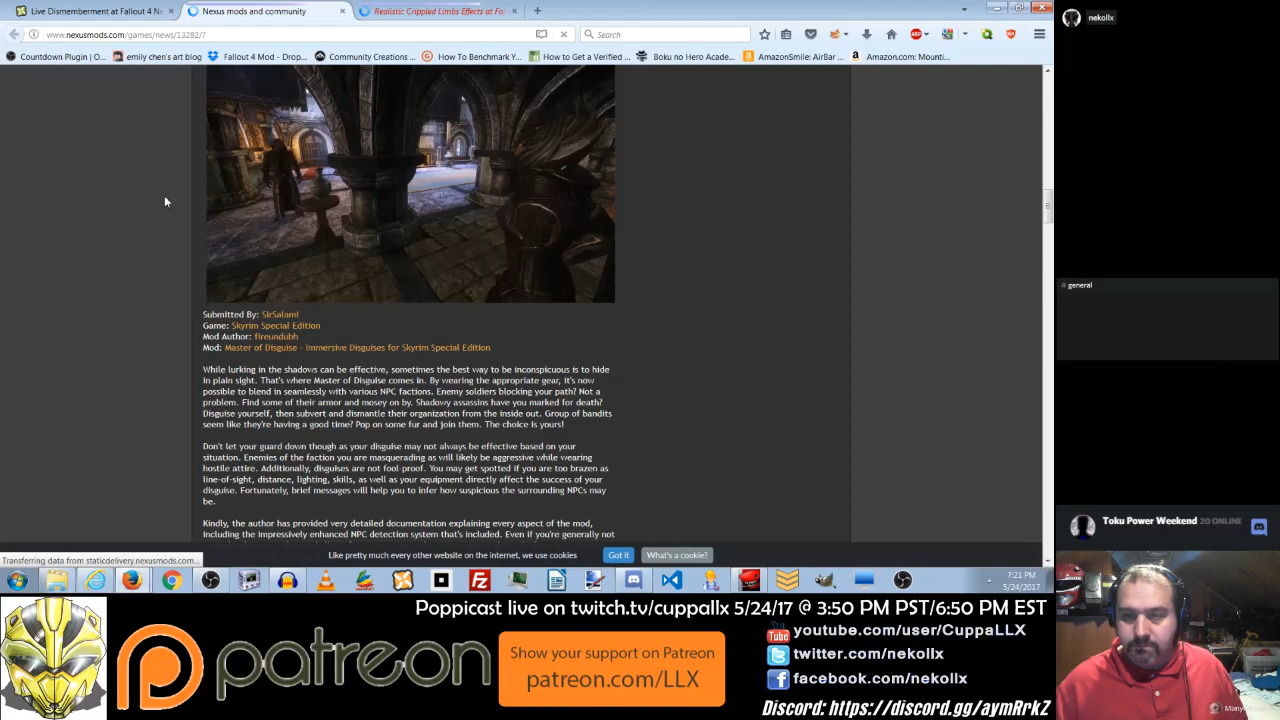 Live Dismemberment at Fallout 4 Ne
Nexus mods and community
Realistic Crippled Limbs Effects at Fal
www.nexusmods.com/games/news/13282/?
Search
Countdown Plugin | O...
emily chen's art blog
Fallout 4 Mod - Drop...
Community Creations ...
How To Benchmark Y...
How to Get a Verified ...
Boku no Hero Acade...
AmazonSmile: AirBar ...
Amazon.com: Mounti...
nekollx
Submitted By: SirSalami
Game: Skyrim Special Edition
Mod Author: fireundubh
Mod: Master of Disguise - Immersive Disguises for Skyrim Special Edition
While lurking in the shadows can be effective, sometimes the best way to be inconspicuous is to hide
in plain sight. That's where Master of Disguise comes in. By wearing the appropriate gear, it's now
possible to blend in seamlessly with various NPC factions. Enemy soldiers blocking your path? Not a
problem. Find some of their armor and mosey on by. Shadowy assassins have you marked for death?
Disguise yourself, then subvert and dismantle their organization from the inside out. Group of bandits
seem like they're having a good time? Pop on some fur and join them. The choice is yours!
Don't let your guard down though as your disguise may not always be effective based on your
situation. Enemies of the faction you are masquerading as will likely be aggressive while wearing
hostile attire. Additionally, disguises are not fool-proof. You may get spotted if you are too brazen as
line-of-sight, distance, lighting, skills, as well as your equipment directly affect the success of your
disguise. Fortunately, brief messages will help you to infer how suspicious the surrounding NPCs may
be.
Kindly, the author has provided very detailed documentation explaining every aspect of the mod,
including the impressively enhanced NPC detection system that's included. Even if you're generally not
# general
Toku Power Weekend 20 ONLINE
Transferring data from staticdelivery.nexusmods.com...
Like pretty much every other website on the internet, we use cookies
Got it
What's a cookie?
7:21 PM
5/24/2017
Poppicast live on twitch.tv/cuppallx 5/24/17 @ 3:50 PM PST/6:50 PM EST
patreon
Show your support on Patreon
patreon.com/LLX
You Tube youtube.com/user/CuppaLLX
twitter.com/nekollx
facebook.com/nekollx
Discord: https://discord.gg/aymRrkZ